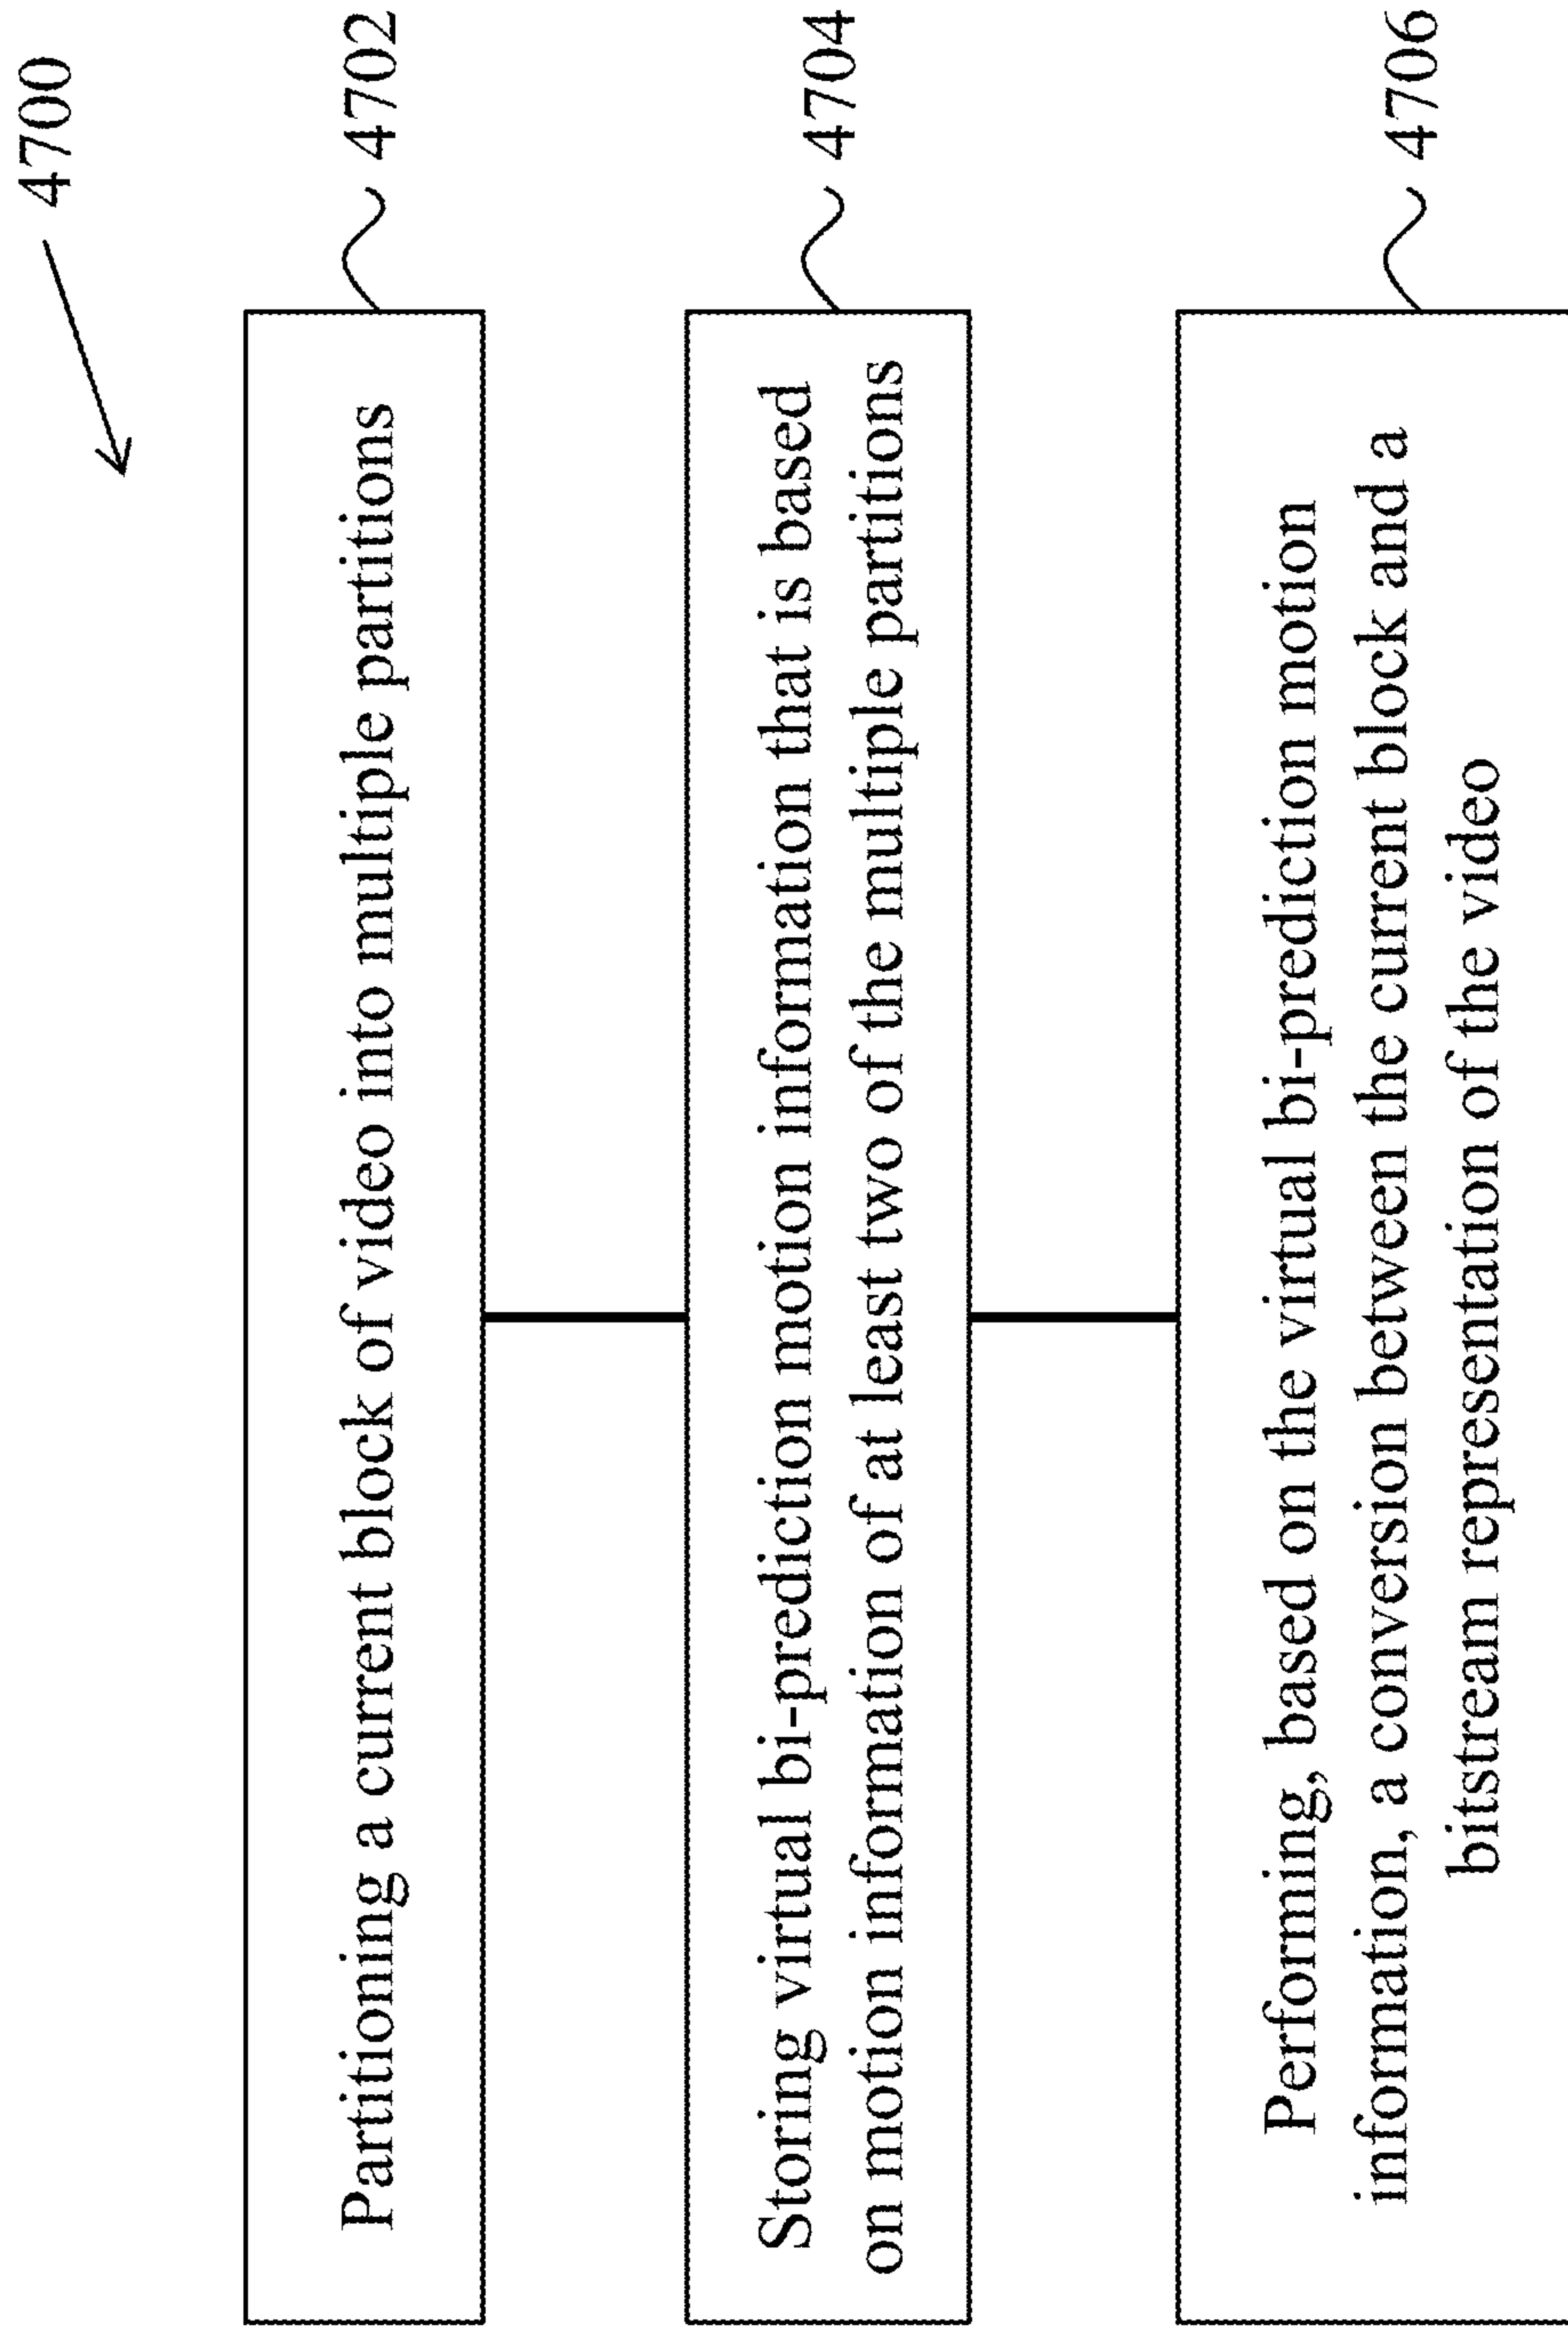 4700
Partitioning a current block of video into multiple partitions
4702
Storing virtual bi-prediction motion information that is based
on motion information of at least two of the multiple partitions
4704
Performing, based on the virtual bi-prediction motion
information, a conversion between the current block and a
bitstream representation of the video
4706